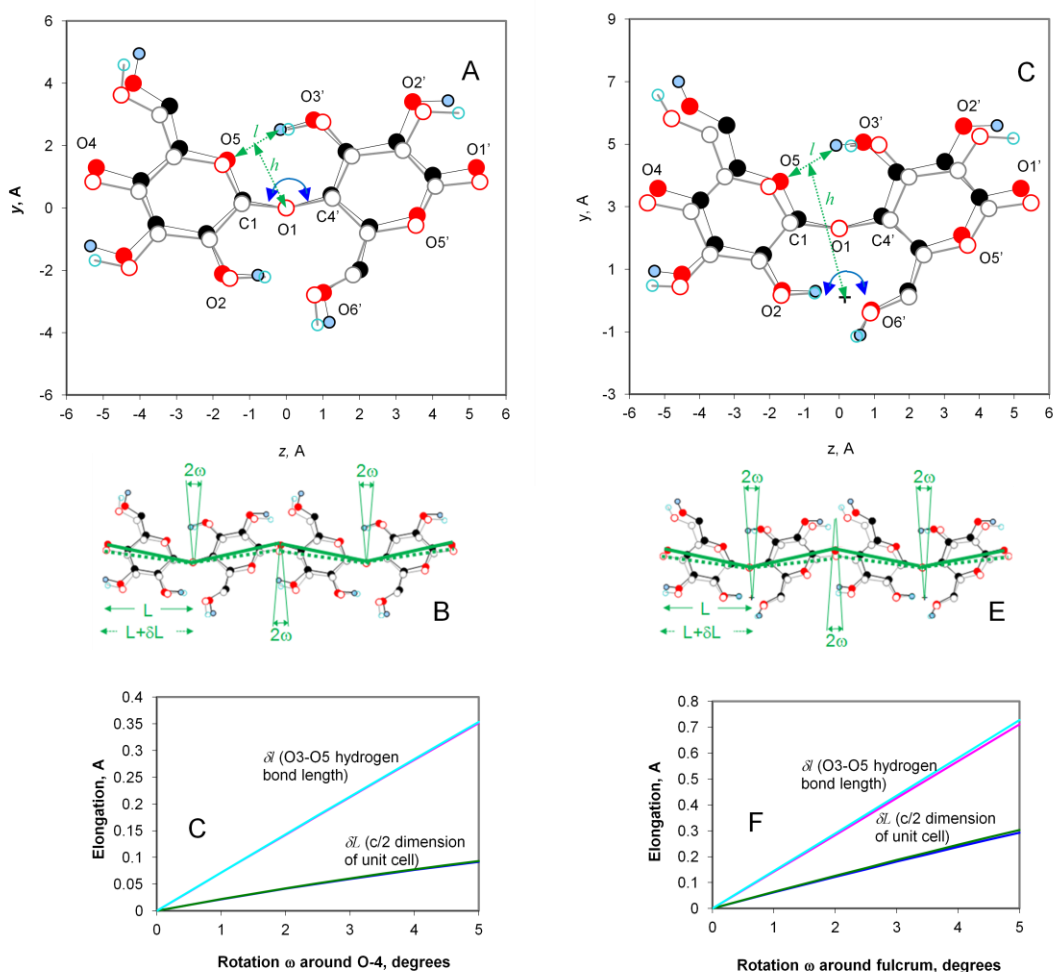 A
y, A
6
4
2
0
-2
-4
-6
-6 -5 -4 -3 -2 -1 0 1 2 3 4 5 6
z, A
O4
O5
O3'
O2'
O1'
l
h
C1
O1
C4'
O5'
O2
O6'
C
y, A
9
7
5
3
1
-1
-3
-6 -5 -4 -3 -2 -1 0 1 2 3 4 5 6
z, A
O4
O5
O3'
O2'
O1'
l
h
C1
O1
C4'
O5'
O2
O6'
2ω 2ω
L
L+δL
2ω
B
2ω 2ω
L
L+δL
2ω
E
Elongation, A
0.4
0.35
0.3
0.25
0.2
0.15
0.1
0.05
0
δl (O3-O5 hydrogen
bond length)
C
δL (c/2 dimension
of unit cell)
0 1 2 3 4 5
Rotation ω around O-4, degrees
Elongation, A
0.8
0.7
0.6
0.5
0.4
0.3
0.2
0.1
0
δl (O3-O5 hydrogen
bond length)
F
δL (c/2 dimension
of unit cell)
0 1 2 3 4 5
Rotation ω around fulcrum, degrees